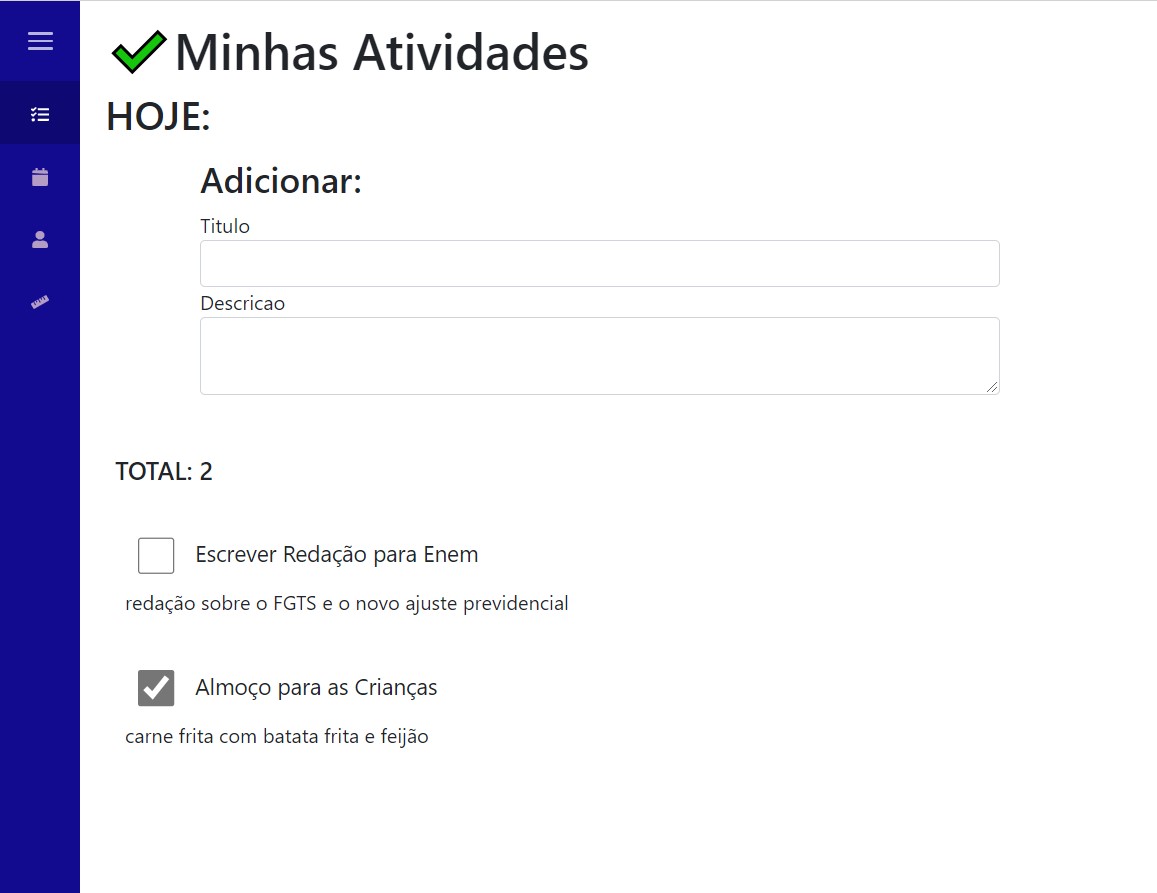 Minhas Atividades
HOJE:
Adicionar:
Titulo
Descricao
TOTAL: 2
Escrever Redação para Enem
redação sobre o FGTS e o novo ajuste previdencial
Almoço para as Crianças
carne frita com batata frita e feijão